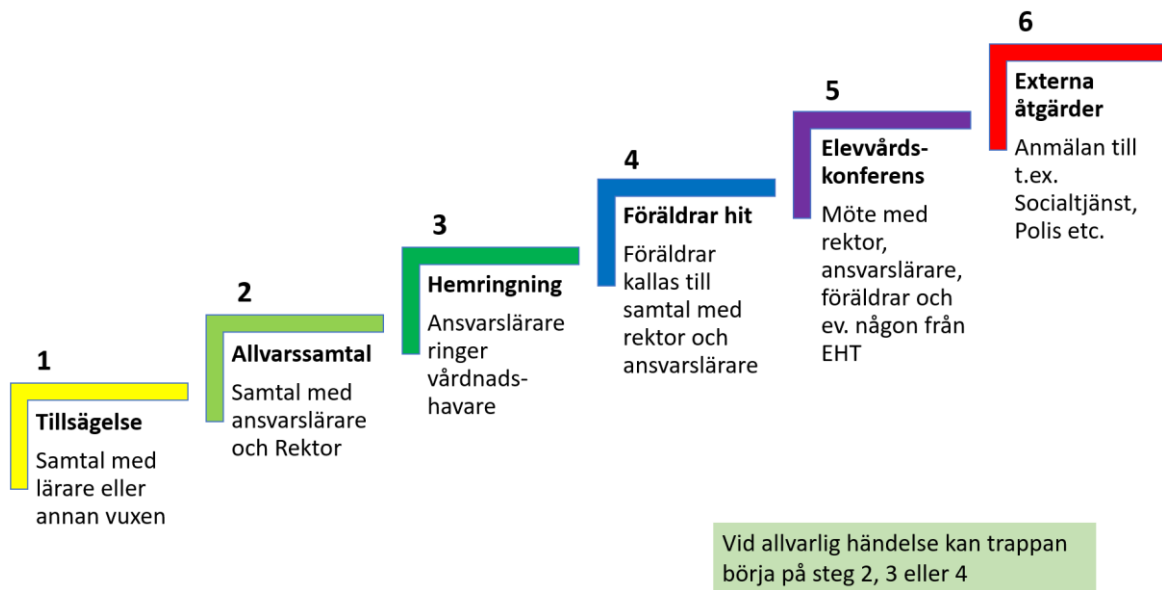 1
Tillsägelse
Samtal med
lärare eller
annan vuxen
2
Allvarssamtal
Samtal med
ansvarslärare
och Rektor
3
Hemringning
Ansvarslärare
ringer
vårdnads-
havare
4
Föräldrar hit
Föräldrar
kallas till
samtal med
rektor och
ansvarslärare
5
Elevvårds-
konferens
Möte med
rektor,
ansvarslärare,
föräldrar och
ev. någon från
EHT
6
Externa
åtgärder
Anmälan till
t.ex.
Socialtjänst,
Polis etc.
Vid allvarlig händelse kan trappan
börja på steg 2, 3 eller 4